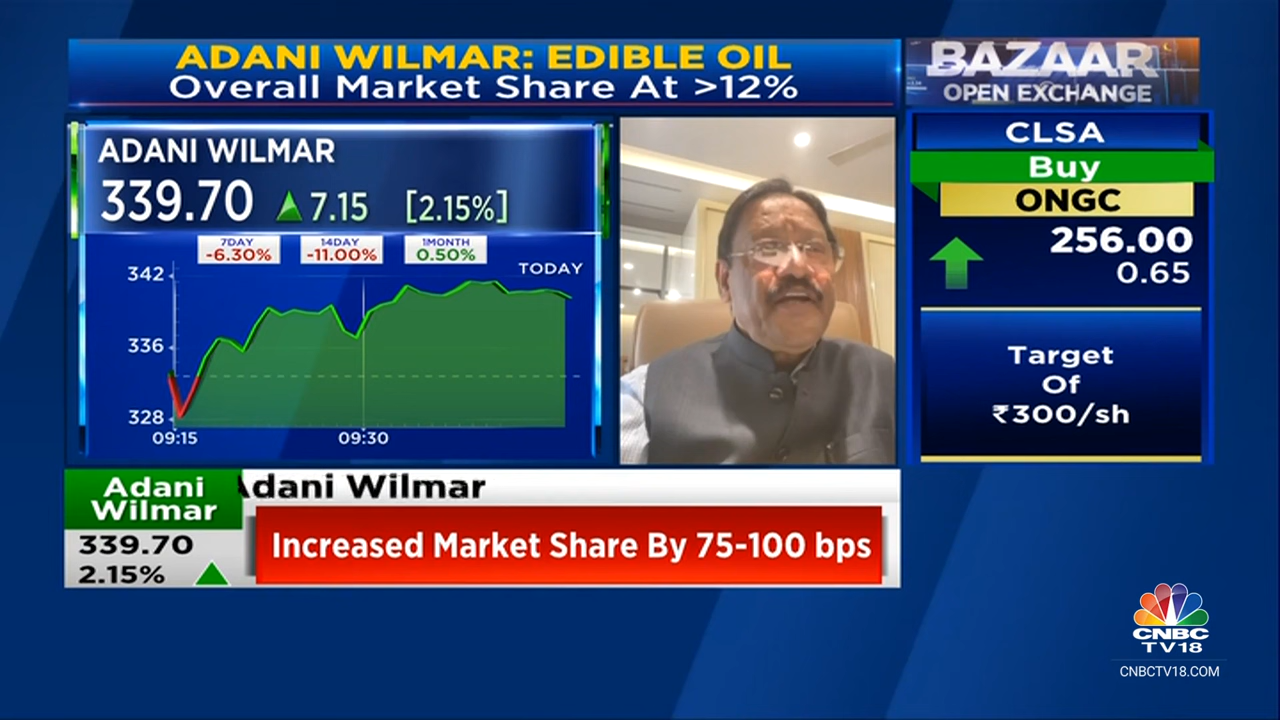 ADANI WILMAR: EDIBLE OIL
Overall Market Share At >12%
BAZAAR
OPEN EXCHANGE
ADANI WILMAR
339.70 ▲ 7.15 [2.15%]
7DAY 14DAY 1MONTH
-6.30% -11.00% 0.50%
TODAY
342
336
328
09:15 09:30
CLSA
Buy
ONGC
256.00
0.65
Target
Of
₹300/sh
Adani
Wilmar
339.70
2.15%
Adani Wilmar
Increased Market Share By 75-100 bps
CNBC
TV18
CNBCTV18.COM